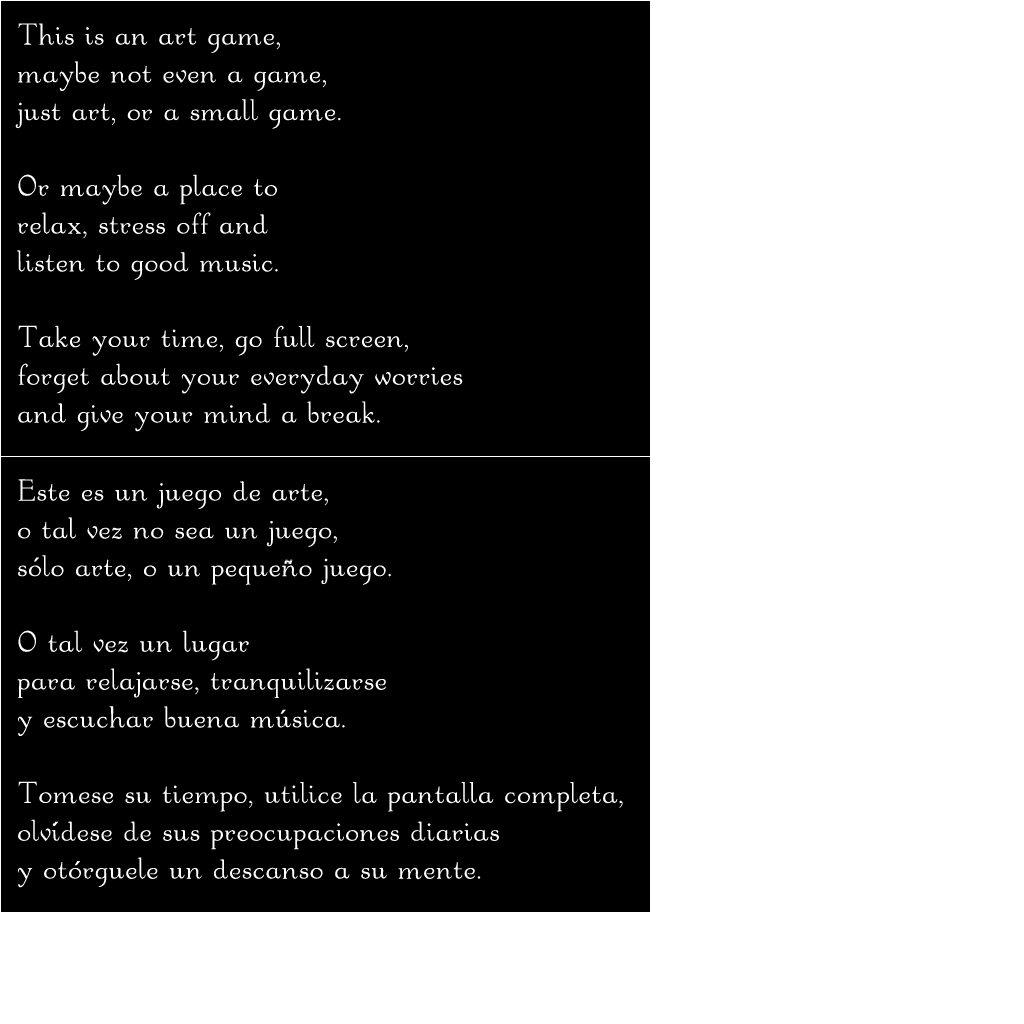 This is an art game,
maybe not even a game,
just art, or a small game.
Or maybe a place to
relax, stress off and
listen to good music.
Take your time, go full screen,
forget about your everyday worries
and give your mind a break.
Este es un juego de arte,
o tal vez no sea un juego,
sólo arte, o un pequeño juego.
O tal vez un lugar
para relajarse, tranquilizarse
y escuchar buena música.
Tomese su tiempo, utilice la pantalla completa,
olvídese de sus preocupaciones diarias
y otórguele un descanso a su mente.